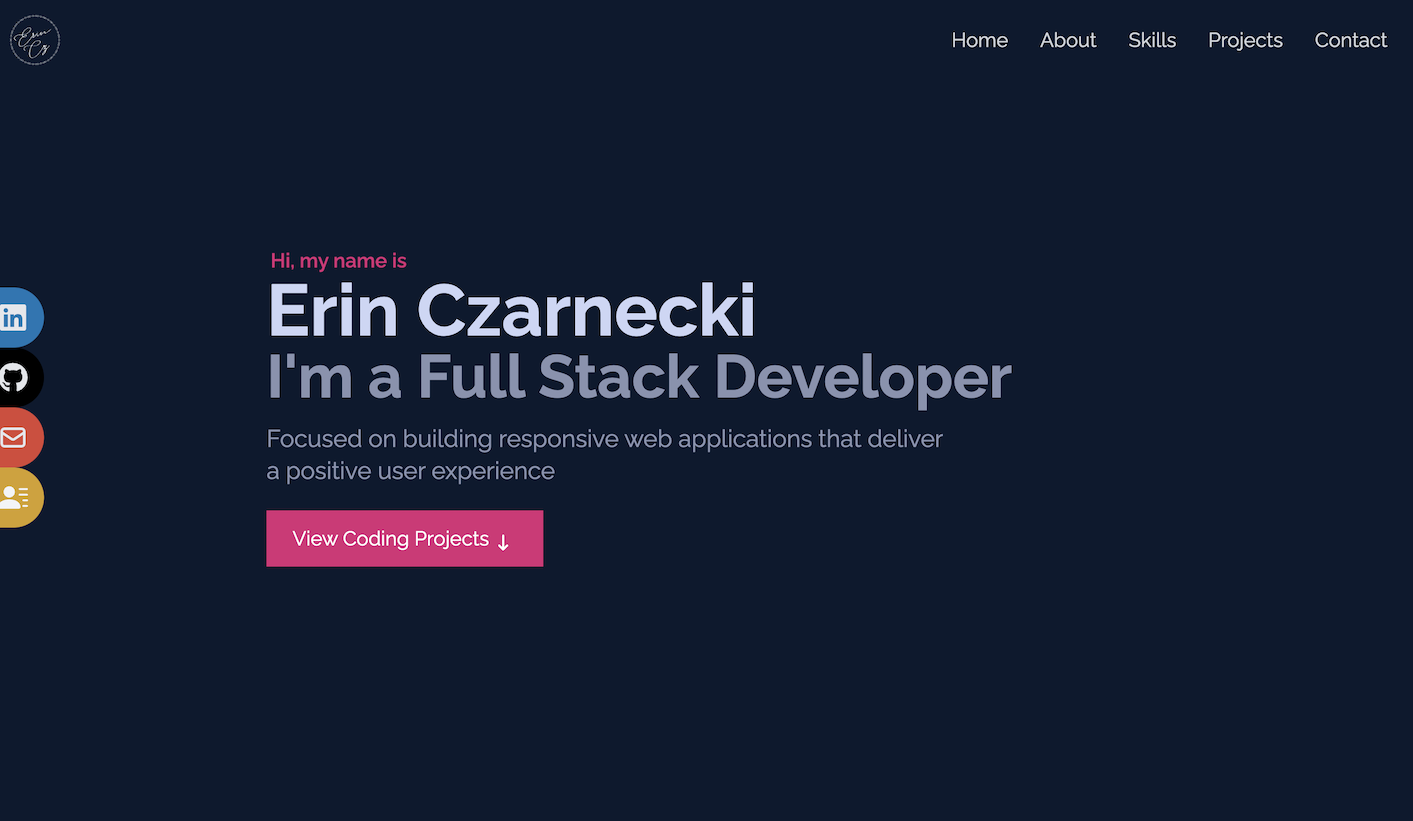 Erin
Cz
Home About Skills Projects Contact
Hi, my name is
Erin Czarnecki
I'm a Full Stack Developer
in
Focused on building responsive web applications that deliver
a positive user experience
View Coding Projects ↓